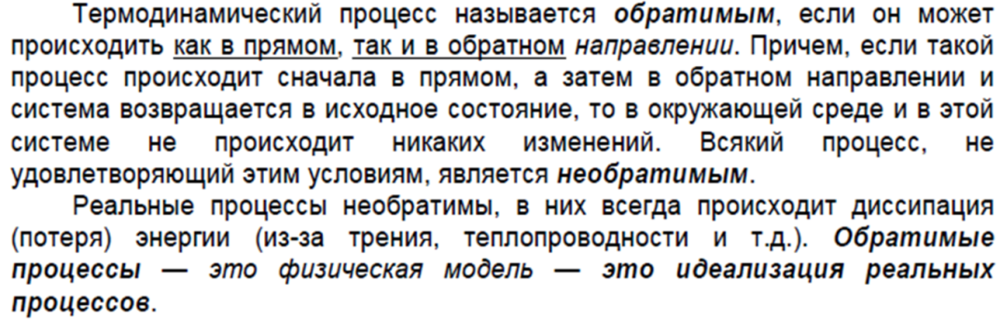 Термодинамический процесс называется обратимым, если он может
происходить как в прямом, так и в обратном направлении. Причем, если такой
процесс происходит сначала в прямом, а затем в обратном направлении и
система возвращается в исходное состояние, то в окружающей среде и в этой
системе не происходит никаких изменений. Всякий процесс, не
удовлетворяющий этим условиям, является необратимым.
Реальные процессы необратимы, в них всегда происходит диссипация
(потеря) энергии (из-за трения, теплопроводности и т.д.). Обратимые
процессы — это физическая модель — это идеализация реальных
процессов.